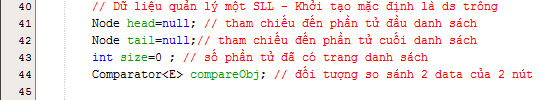 40 // Dữ liệu quản lý một SLL - Khởi tạo mặc định là ds trống
41 Node head=null; // tham chiếu đến phần tử đầu danh sách
42 Node tail=null;// tham chiếu đến phần tử cuối danh sách
43 int size=0 ; // số phần tử đã có trang danh sách
44 Comparator<E> compareObj; // đối tượng so sánh 2 data của 2 nút
45